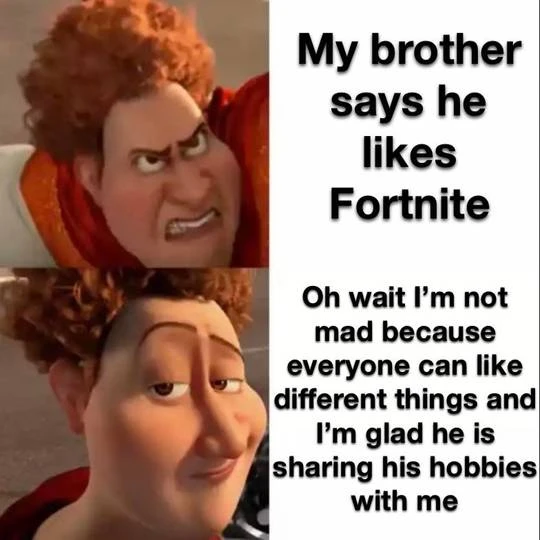 My brother
says he
likes
Fortnite
Oh wait I’m not
mad because
everyone can like
different things and
I’m glad he is
sharing his hobbies
with me